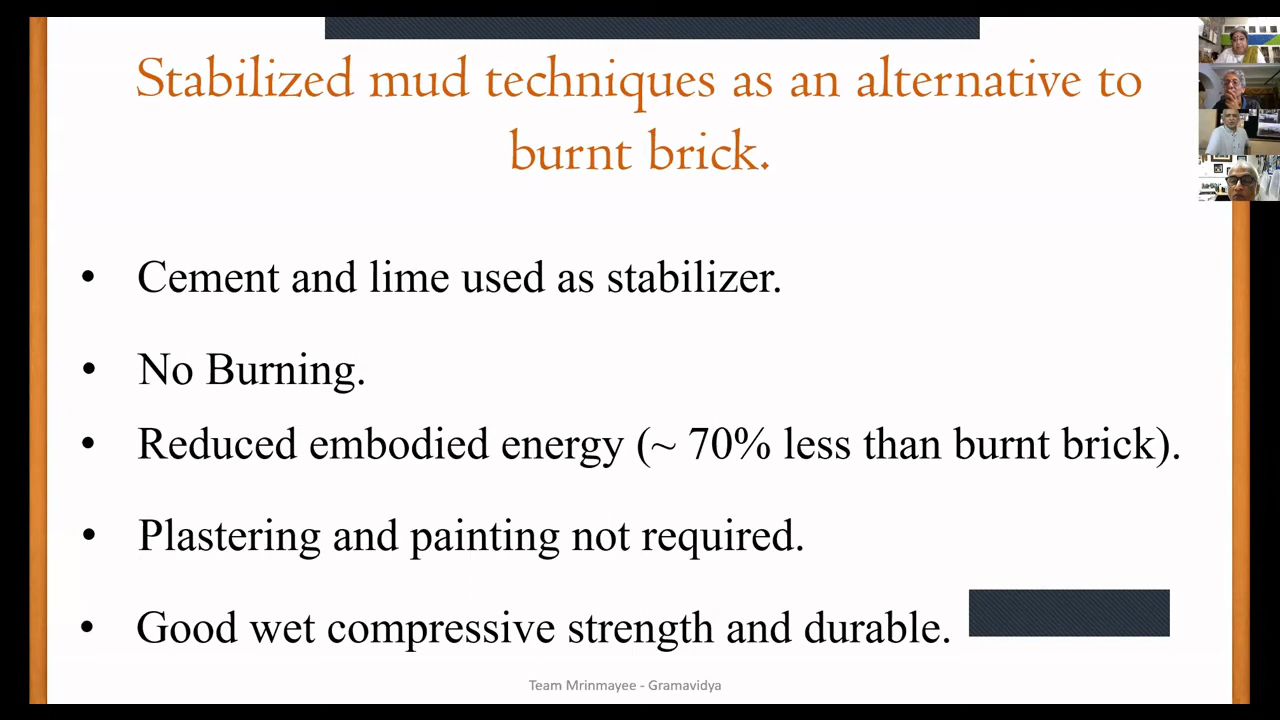 Stabilized mud techniques as an alternative to
burnt brick.
• Cement and lime used as stabilizer.
• No Burning.
• Reduced embodied energy (~ 70% less than burnt brick).
• Plastering and painting not required.
• Good wet compressive strength and durable.
Team Mrinmayee - Gramavidya